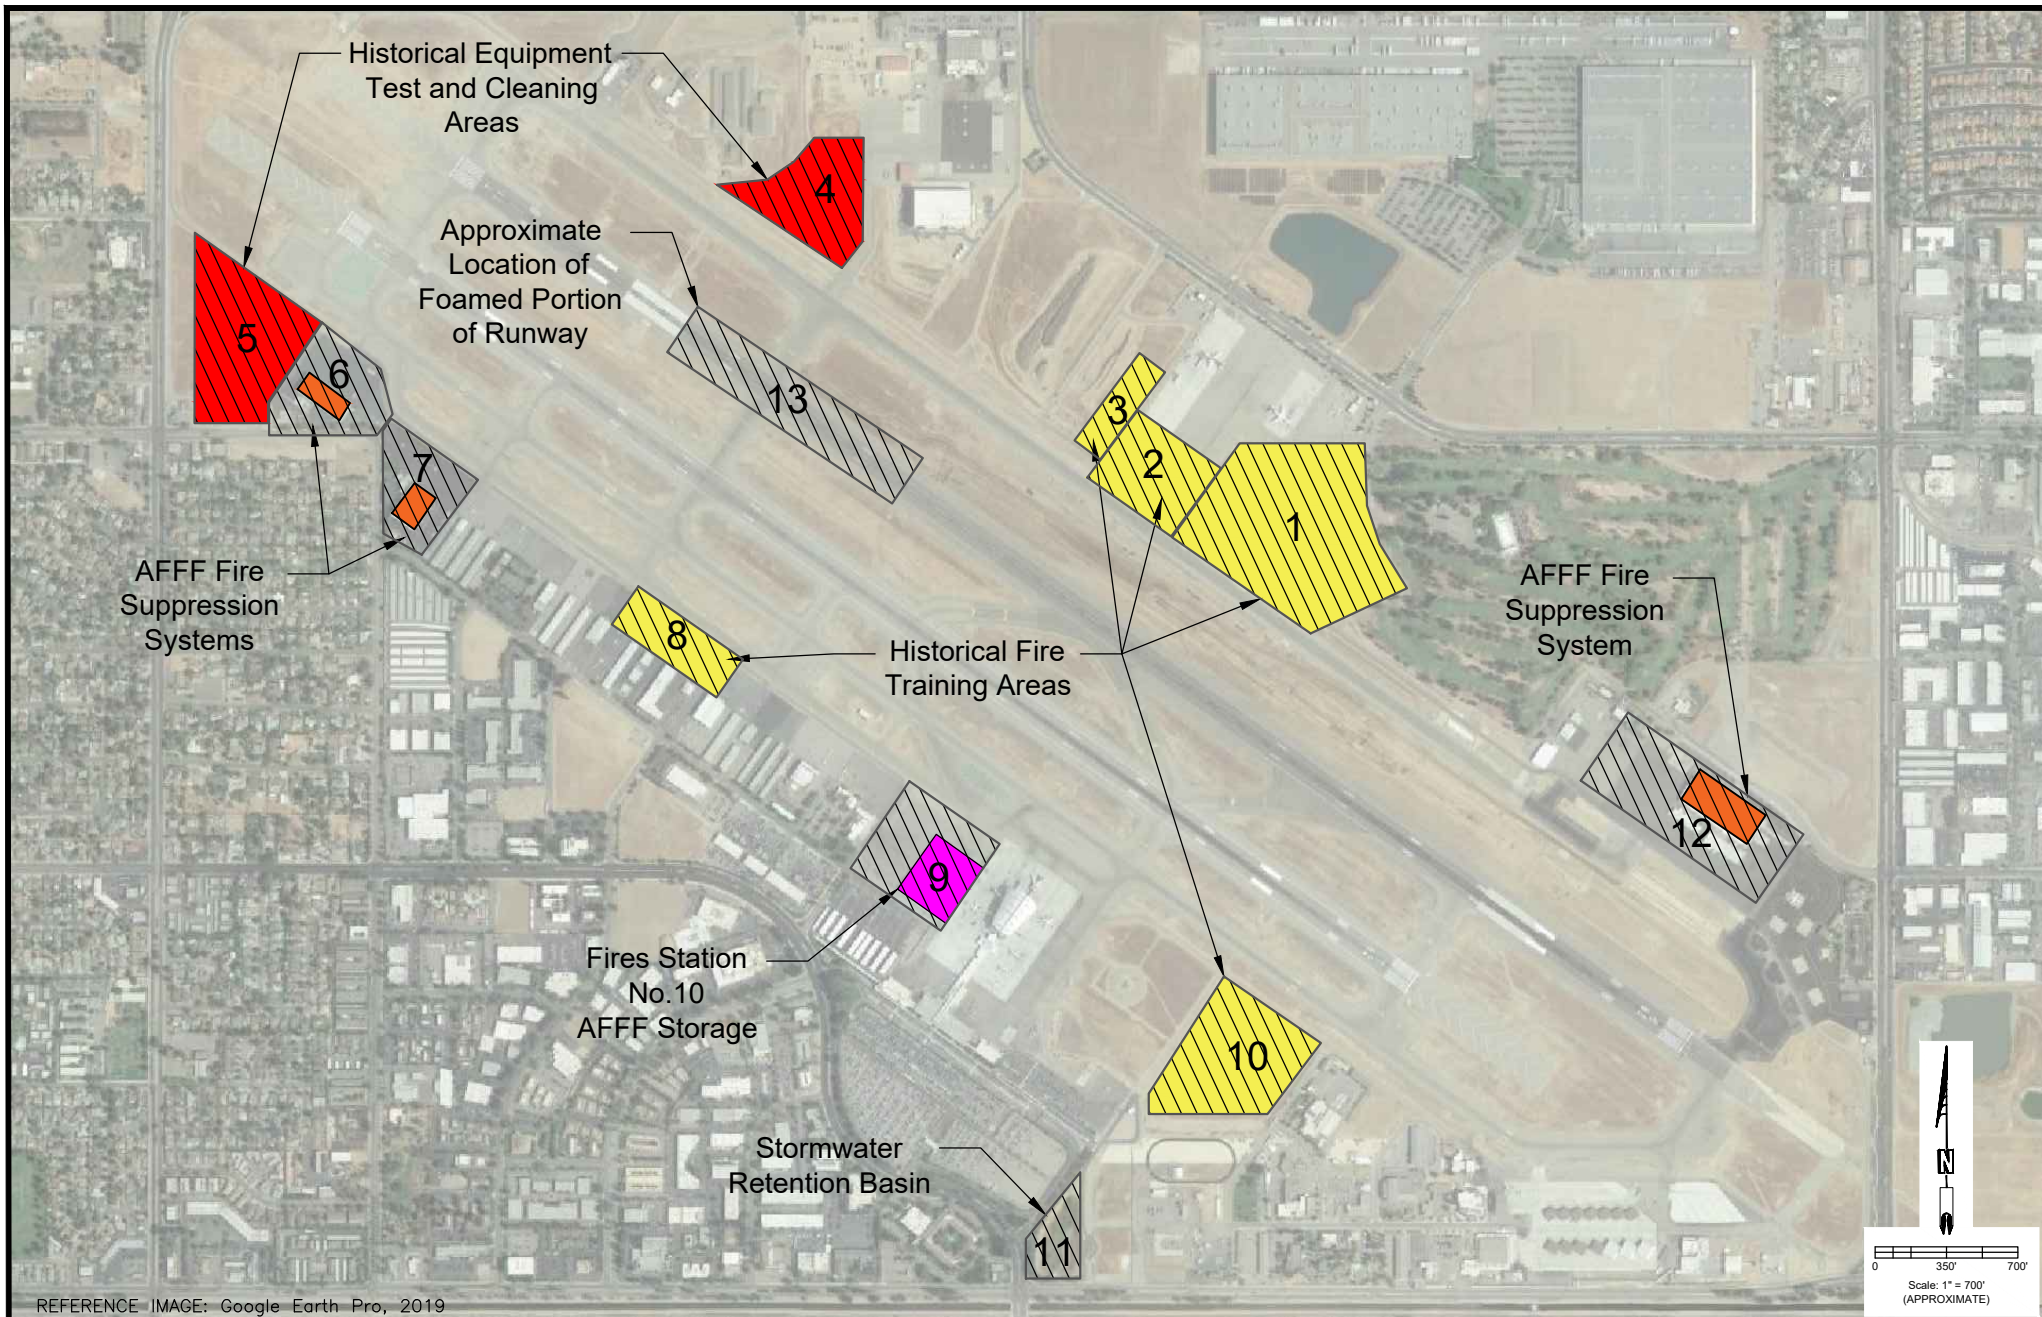 Historical Equipment
Test and Cleaning
Areas
4
Approximate
Location of
Foamed Portion
of Runway
5
6
13
3
7
2
1
AFFF Fire
Suppression
Systems
AFFF Fire
Suppression
System
8
Historical Fire
Training Areas
12
9
Fires Station
No.10
AFFF Storage
10
Stormwater
Retention Basin
11
N
0 350' 700'
Scale: 1" = 700'
(APPROXIMATE)
REFERENCE IMAGE: Google Earth Pro, 2019